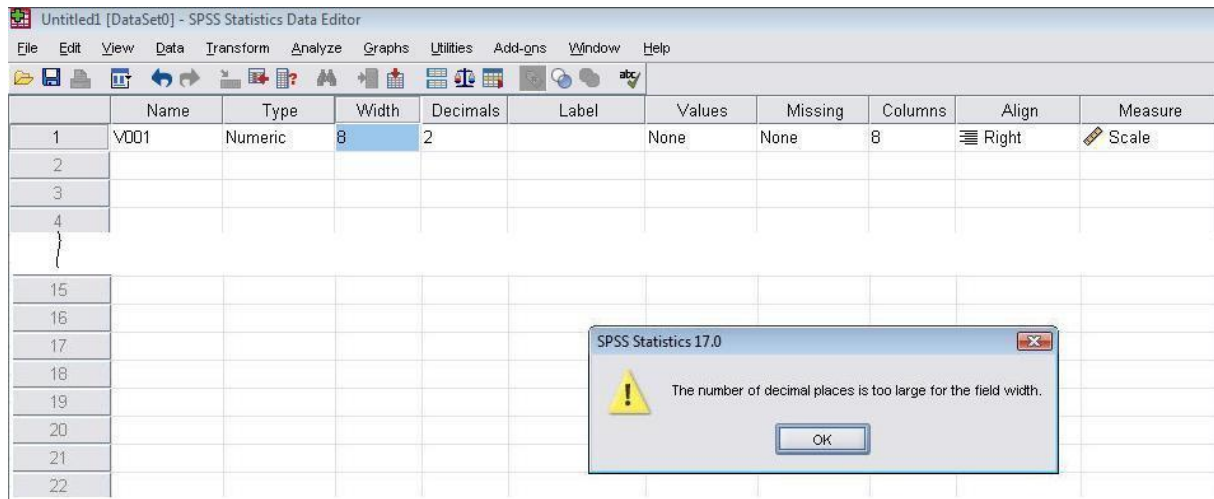 Untitled1 [DataSet0] - SPSS Statistics Data Editor
File Edit View Data Transform Analyze Graphs Utilities Add-ons Window Help
Name Type Width Decimals Label Values Missing Columns Align Measure
1 V001 Numeric 8 2 None None 8 Right Scale
2
3
4
15
16
17
18
19
20
21
22
SPSS Statistics 17.0
The number of decimal places is too large for the field width.
OK